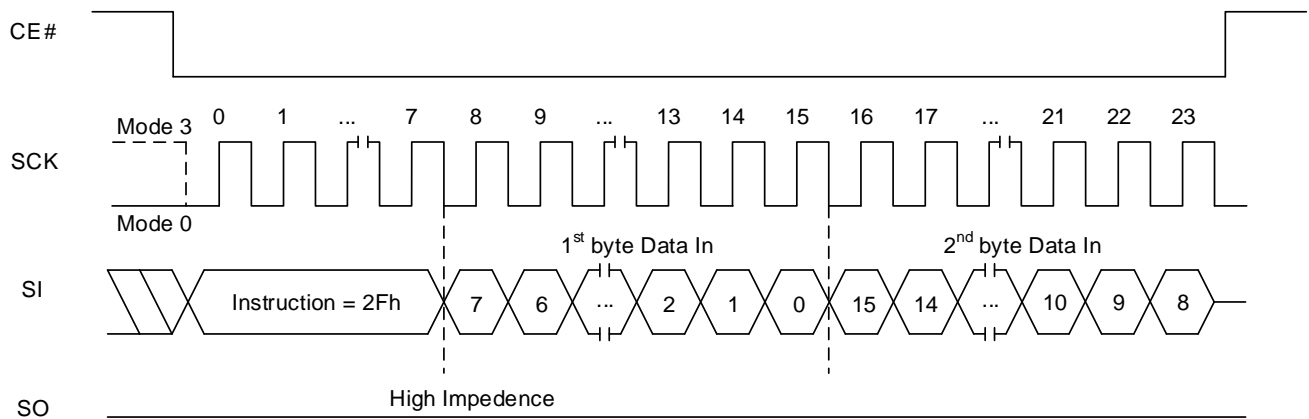 CE#
0 1 ... 7 8 9 ... 13 14 15 16 17 ... 21 22 23
Mode 3
SCK
Mode 0
1st byte Data In 2nd byte Data In
SI
Instruction = 2Fh 7 6 ... 2 1 0 15 14 ... 10 9 8
High Impedence
SO